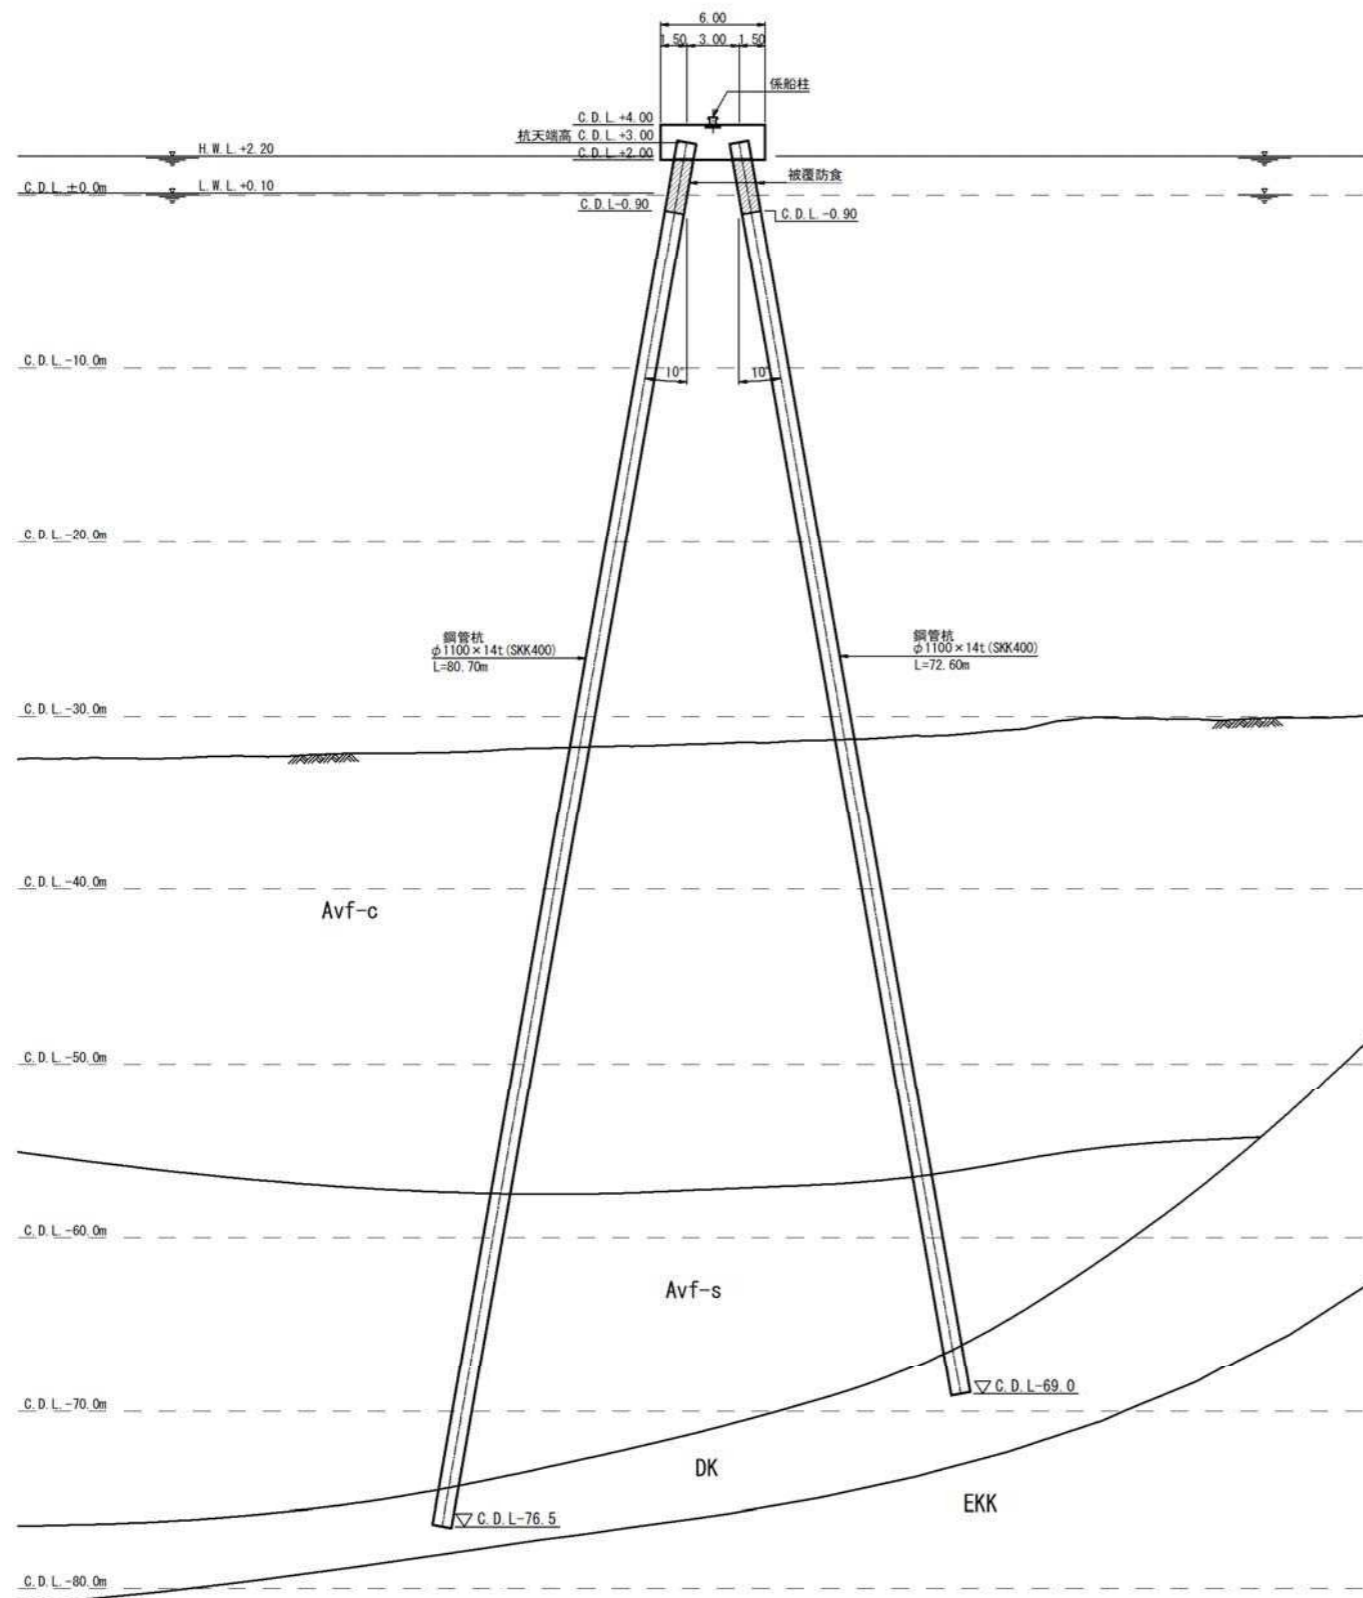 6.00
1.50 3.00 1.50
係船柱
C.D.L.+4.00
杭天端高 C.D.L.+3.00
C.D.L.+2.00
H.W.L.+2.20
被覆防食
L.W.L.+0.10
C.D.L.±0.0m
C.D.L-0.90
C.D.L.-0.90
C.D.L.-10.0m
10°
10°
C.D.L.-20.0m
鋼管杭
φ1100×14t(SKK400)
L=80.70m
鋼管杭
φ1100×14t(SKK400)
L=72.60m
C.D.L.-30.0m
C.D.L.-40.0m
Avf-c
C.D.L.-50.0m
C.D.L.-60.0m
Avf-s
C.D.L-69.0
C.D.L.-70.0m
DK
EKK
C.D.L-76.5
C.D.L.-80.0m